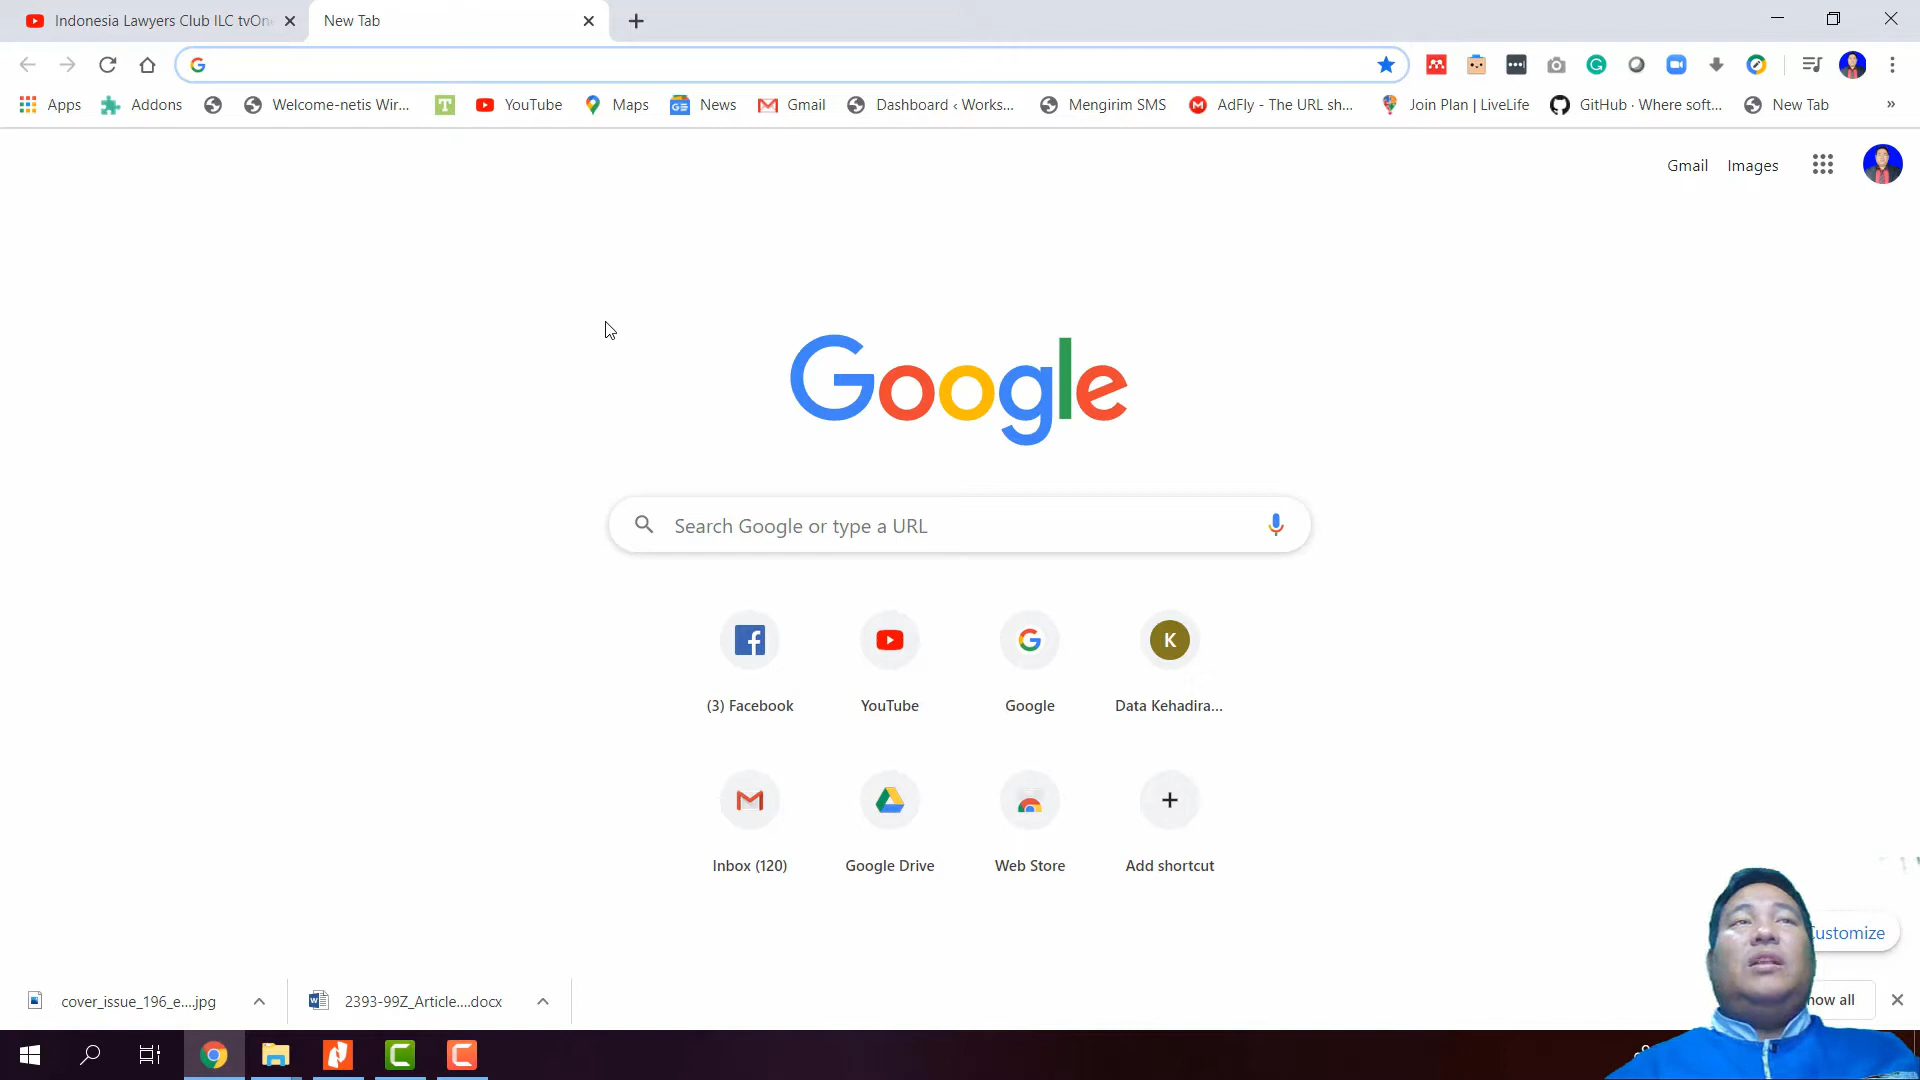 Indonesia Lawyers Club ILC tvOn
New Tab
Apps
Addons
Welcome-netis Wir...
YouTube
Maps
News
Gmail
Dashboard ‹ Works...
Mengirim SMS
AdFly - The URL sh...
Join Plan | LiveLife
GitHub · Where soft...
New Tab
»
Gmail
Images
Google
Search Google or type a URL
K
(3) Facebook
YouTube
Google
Data Kehadira...
Inbox (120)
Google Drive
Web Store
Add shortcut
Customize
cover_issue_196_e....jpg
2393-99Z_Article....docx
how all